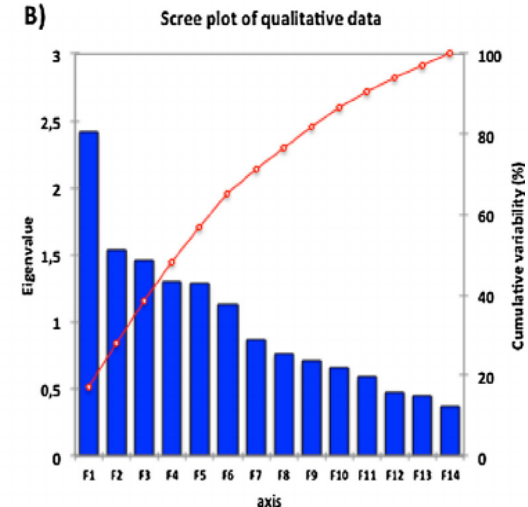 B)
Scree plot of qualitative data
3
2,5
2
1,5
1
0,5
0
Eigenvalue
100
80
60
40
20
0
Cumulative variability (%)
F1 F2 F3 F4 F5 F6 F7 F8 F9 F10 F11 F12 F13 F14
axis